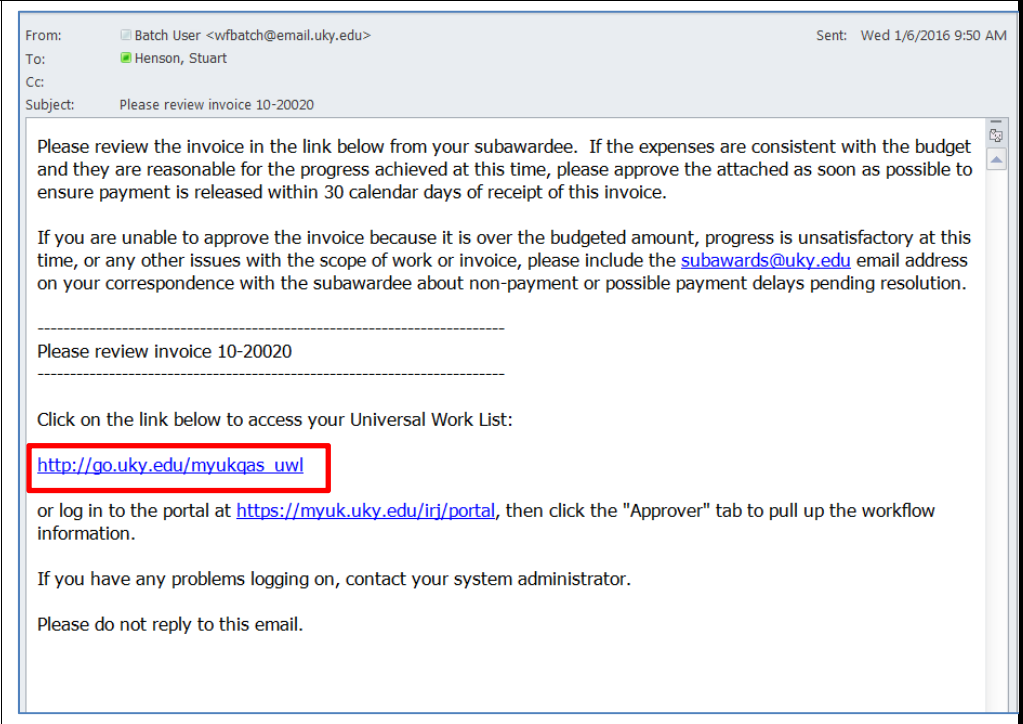 From: Batch User <wfbatch@email.uky.edu> Sent: Wed 1/6/2016 9:50 AM
To: Henson, Stuart
Cc:
Subject: Please review invoice 10-20020
Please review the invoice in the link below from your subawardee.  If the expenses are consistent with the budget
and they are reasonable for the progress achieved at this time, please approve the attached as soon as possible to
ensure payment is released within 30 calendar days of receipt of this invoice.
If you are unable to approve the invoice because it is over the budgeted amount, progress is unsatisfactory at this
time, or any other issues with the scope of work or invoice, please include the subawards@uky.edu email address
on your correspondence with the subawardee about non-payment or possible payment delays pending resolution.
------------------------------------------------------------------------
Please review invoice 10-20020
------------------------------------------------------------------------
Click on the link below to access your Universal Work List:
http://go.uky.edu/myukqas_uwl
or log in to the portal at https://myuk.uky.edu/irj/portal, then click the "Approver" tab to pull up the workflow
information.
If you have any problems logging on, contact your system administrator.
Please do not reply to this email.